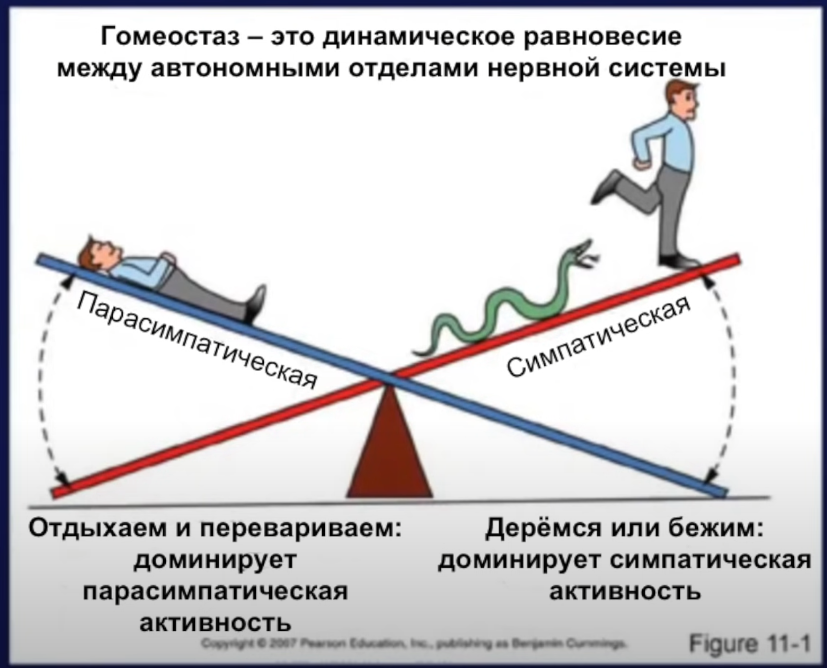 Гомеостаз – это динамическое равновесие
между автономными отделами нервной системы
Парасимпатическая
Симпатическая
Отдыхаем и перевариваем:
доминирует
парасимпатическая
активность
Дерёмся или бежим:
доминирует симпатическая
активность
Copyright © 2007 Pearson Education, Inc., publishing as Benjamin Cummings.
Figure 11-1